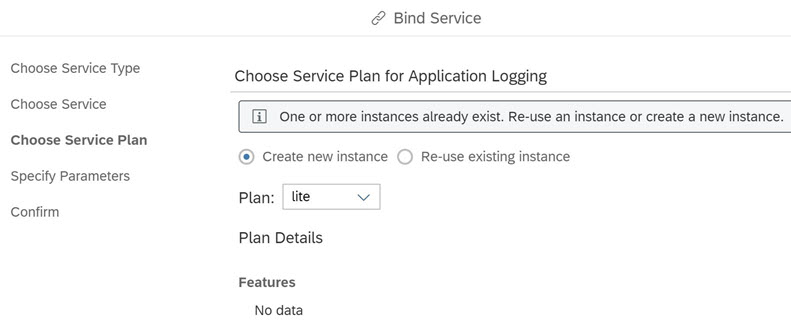 Bind Service
Choose Service Type
Choose Service
Choose Service Plan
Specify Parameters
Confirm
Choose Service Plan for Application Logging
One or more instances already exist. Re-use an instance or create a new instance.
Create new instance Re-use existing instance
Plan: lite
Plan Details
Features
No data